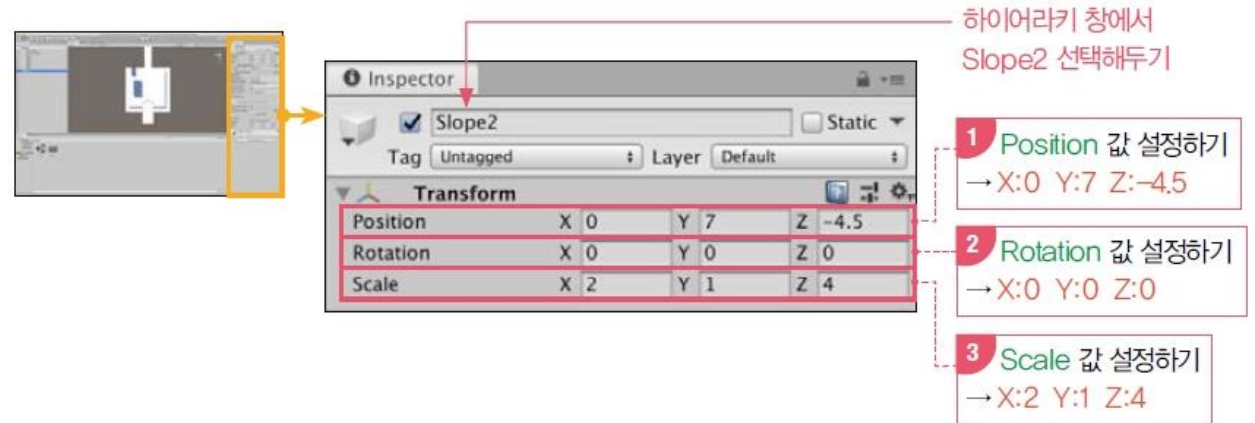 하이어라키 창에서
Slope2 선택해두기
Inspector
Slope2 Static
Tag Untagged Layer Default
Transform
Position X 0 Y 7 Z -4.5
Rotation X 0 Y 0 Z 0
Scale X 2 Y 1 Z 4
1 Position 값 설정하기
→ X:0 Y:7 Z:-4.5
2 Rotation 값 설정하기
→ X:0 Y:0 Z:0
3 Scale 값 설정하기
→ X:2 Y:1 Z:4